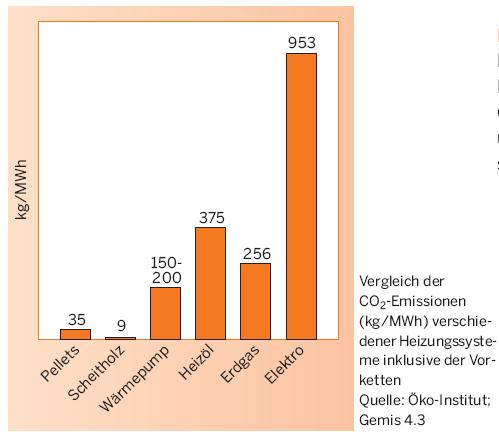 953
375
256
150-
200
35
9
kg/MWh
Pellets
Scheitholz
Wärmepump
Heizöl
Erdgas
Elektro
Vergleich der
CO₂-Emissionen
(kg/MWh) verschie-
dener Heizungssyste-
me inklusive der Vor-
ketten
Quelle: Öko-Institut;
Gemis 4.3